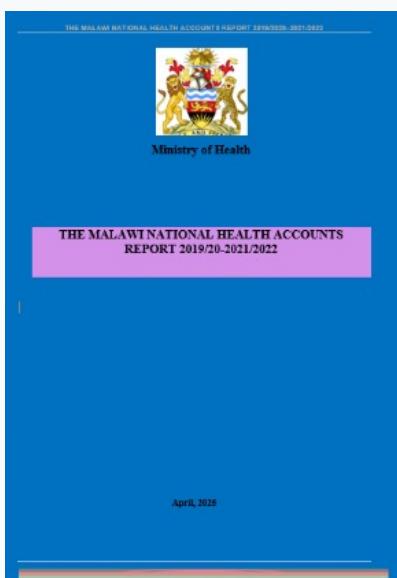 THE MALAWI NATIONAL HEALTH ACCOUNTS REPORT 2019/2020-2021/2022
AND
Ministry of Health
THE MALAWI NATIONAL HEALTH ACCOUNTS
REPORT 2019/20-2021/2022
April, 2025